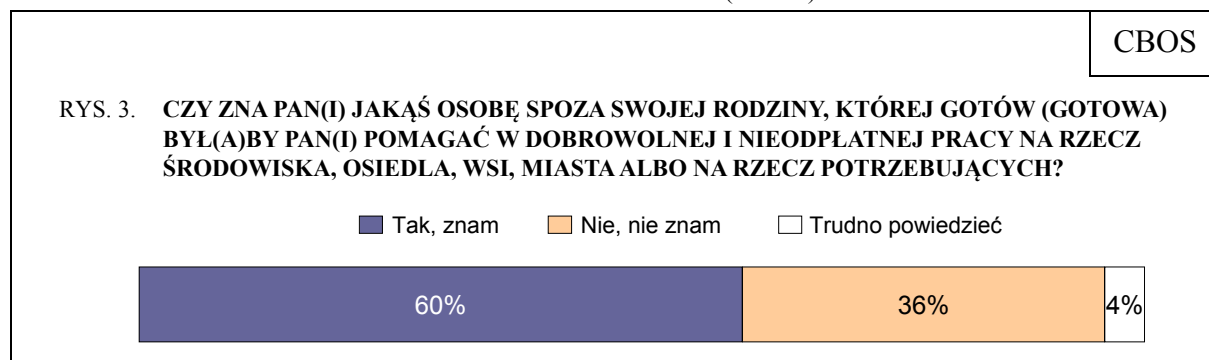 CBOS
RYS. 3. CZY ZNA PAN(I) JAKĄŚ OSOBĘ SPOZA SWOJEJ RODZINY, KTÓREJ GOTÓW (GOTOWA)
BYŁ(A)BY PAN(I) POMAGAĆ W DOBROWOLNEJ I NIEODPŁATNEJ PRACY NA RZECZ
ŚRODOWISKA, OSIEDLA, WSI, MIASTA ALBO NA RZECZ POTRZEBUJĄCYCH?
Tak, znam Nie, nie znam Trudno powiedzieć
60% 36% 4%